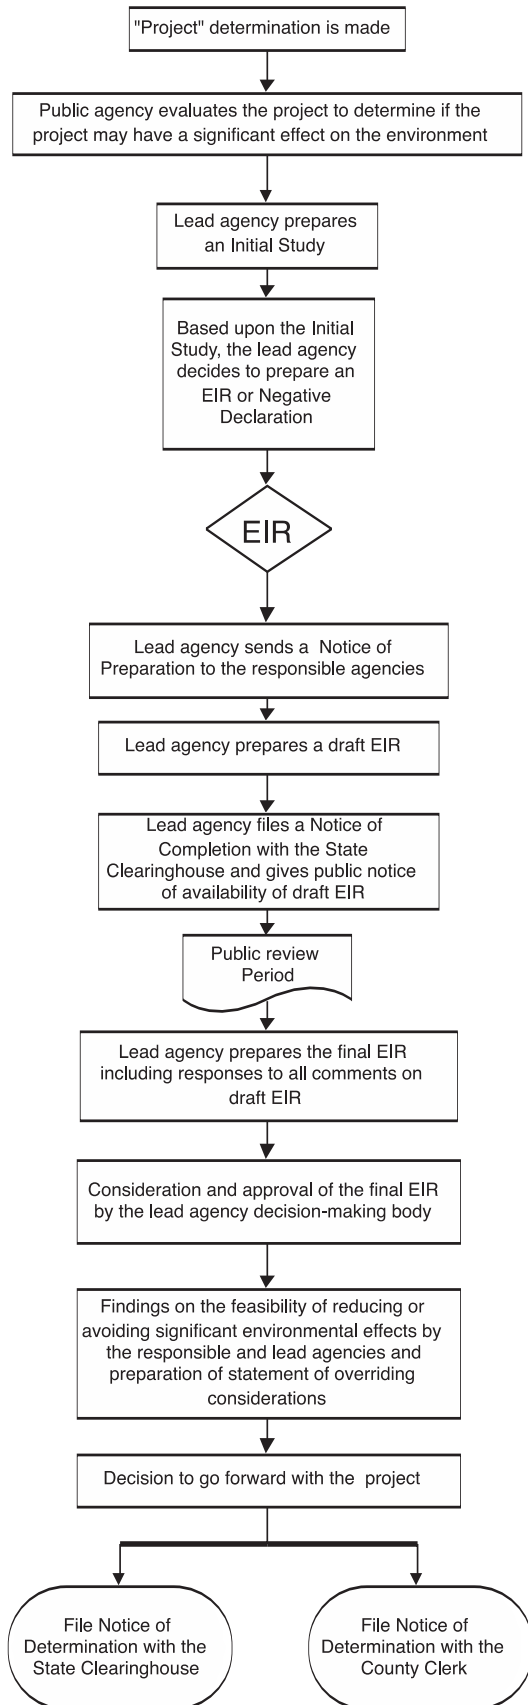 "Project" determination is made
Public agency evaluates the project to determine if the
project may have a significant effect on the environment
Lead agency prepares
an Initial Study
Based upon the Initial
Study, the lead agency
decides to prepare an
EIR or Negative
Declaration
EIR
Lead agency sends a Notice of
Preparation to the responsible agencies
Lead agency prepares a draft EIR
Lead agency files a Notice of
Completion with the State
Clearinghouse and gives public notice
of availability of draft EIR
Public review
Period
Lead agency prepares the final EIR
including responses to all comments on
draft EIR
Consideration and approval of the final EIR
by the lead agency decision-making body
Findings on the feasibility of reducing or
avoiding significant environmental effects by
the responsible and lead agencies and
preparation of statement of overriding
considerations
Decision to go forward with the project
File Notice of
Determination with the
State Clearinghouse
File Notice of
Determination with the
County Clerk